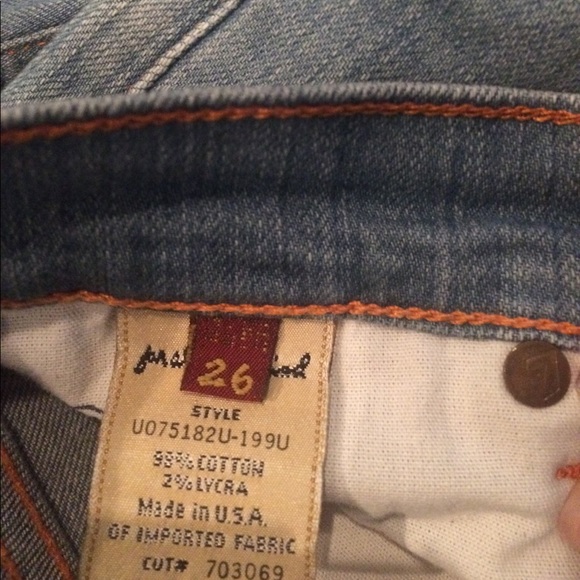 26
STYLE
U075182U-199U
98% COTTON
2% LYCRA
Made in U.S.A.
OF IMPORTED FABRIC
CUT# 703069